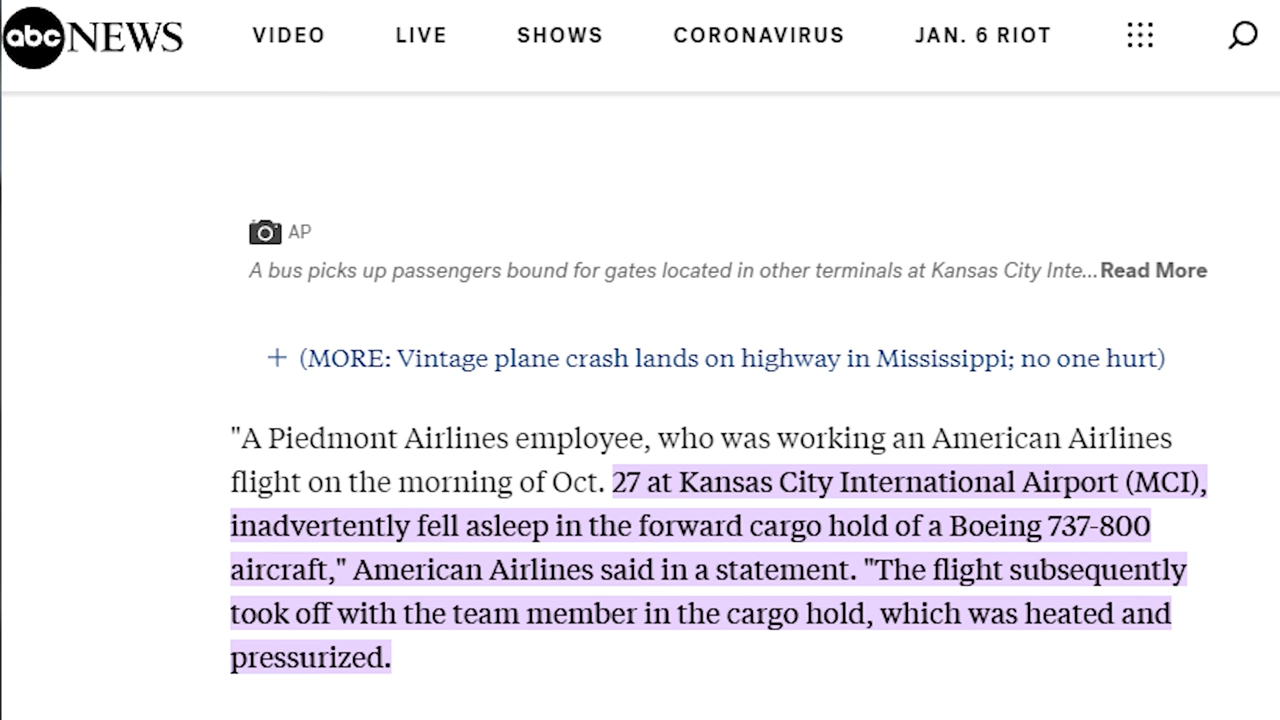 abc NEWS VIDEO LIVE SHOWS CORONAVIRUS JAN. 6 RIOT
AP
A bus picks up passengers bound for gates located in other terminals at Kansas City Inte... Read More
+ (MORE: Vintage plane crash lands on highway in Mississippi; no one hurt)
"A Piedmont Airlines employee, who was working an American Airlines
flight on the morning of Oct. 27 at Kansas City International Airport (MCI),
inadvertently fell asleep in the forward cargo hold of a Boeing 737-800
aircraft," American Airlines said in a statement. "The flight subsequently
took off with the team member in the cargo hold, which was heated and
pressurized.